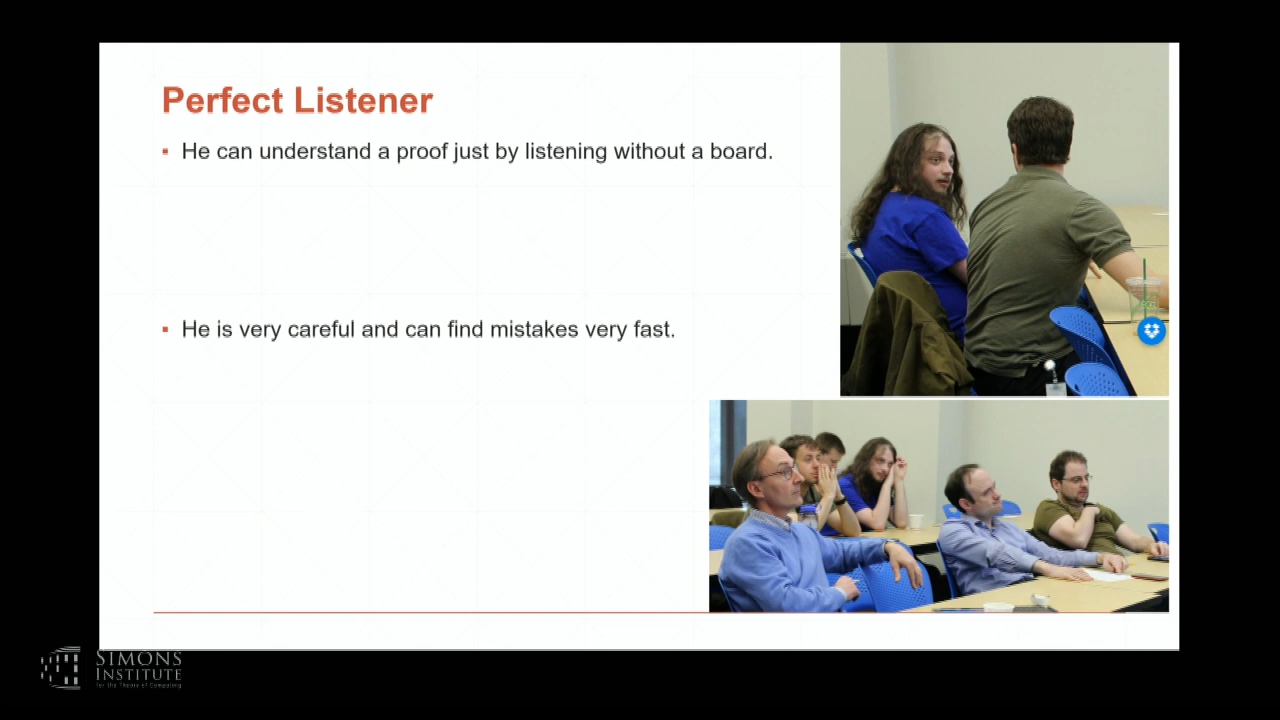 Perfect Listener
▪ He can understand a proof just by listening without a board.
▪ He is very careful and can find mistakes very fast.
SIMONS
INSTITUTE
for the Theory of Computing